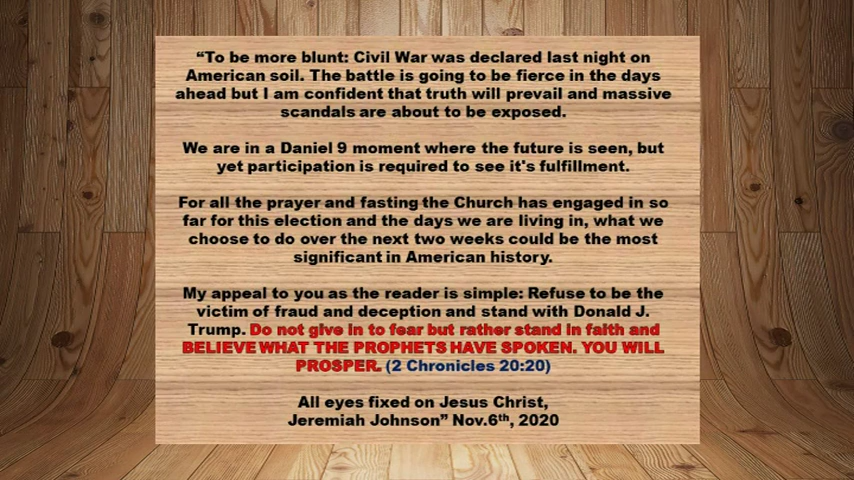 “To be more blunt: Civil War was declared last night on
American soil. The battle is going to be fierce in the days
ahead but I am confident that truth will prevail and massive
scandals are about to be exposed.
We are in a Daniel 9 moment where the future is seen, but
yet participation is required to see it's fulfillment.
For all the prayer and fasting the Church has engaged in so
far for this election and the days we are living in, what we
choose to do over the next two weeks could be the most
significant in American history.
My appeal to you as the reader is simple: Refuse to be the
victim of fraud and deception and stand with Donald J.
Trump. Do not give in to fear but rather stand in faith and
BELIEVE WHAT THE PROPHETS HAVE SPOKEN. YOU WILL
PROSPER. (2 Chronicles 20:20)
All eyes fixed on Jesus Christ,
Jeremiah Johnson” Nov.6th, 2020